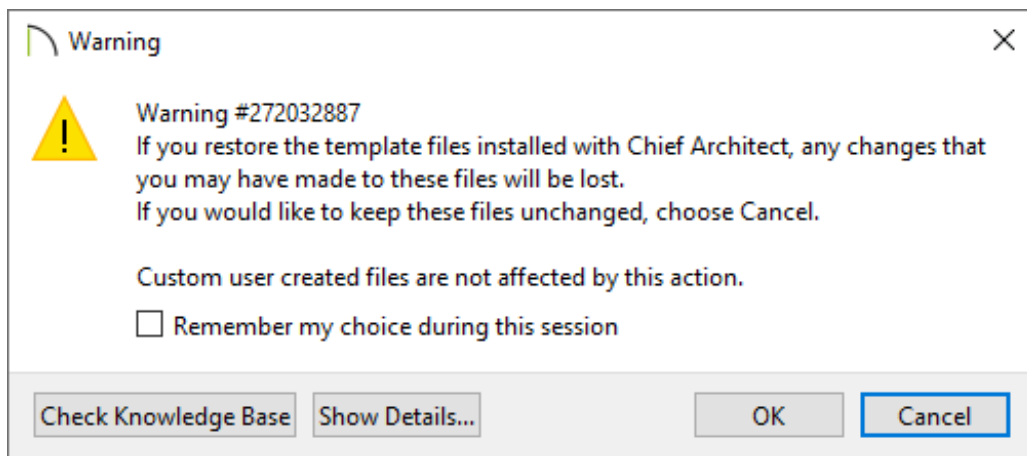 Warning
Warning #272032887
If you restore the template files installed with Chief Architect, any changes that
you may have made to these files will be lost.
If you would like to keep these files unchanged, choose Cancel.
Custom user created files are not affected by this action.
Remember my choice during this session
Check Knowledge Base Show Details... OK Cancel